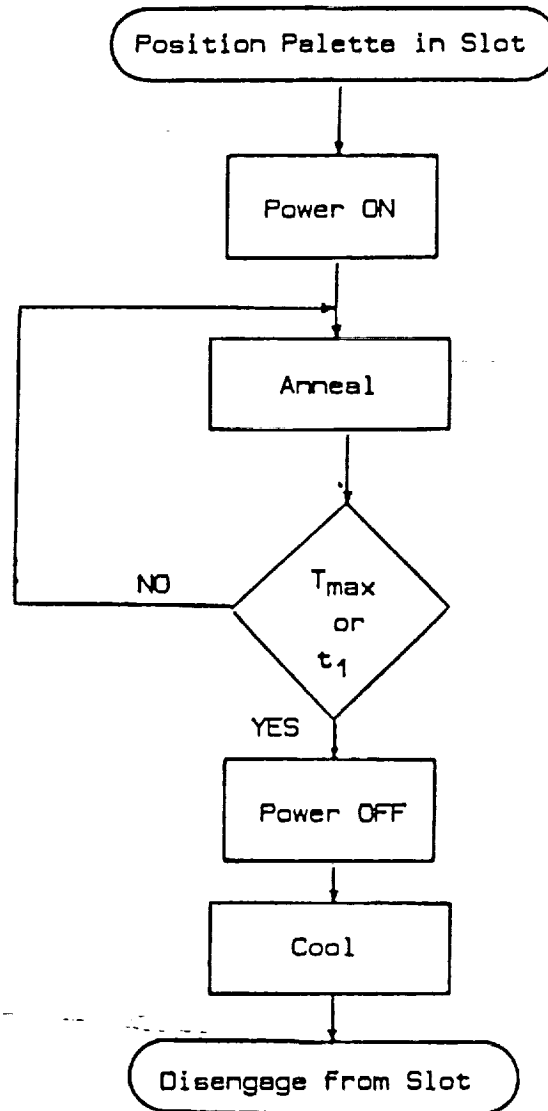 Position Palette in Slot
Power ON
Anneal
NO
Tmax
or
t1
YES
Power OFF
Cool
Disengage from Slot